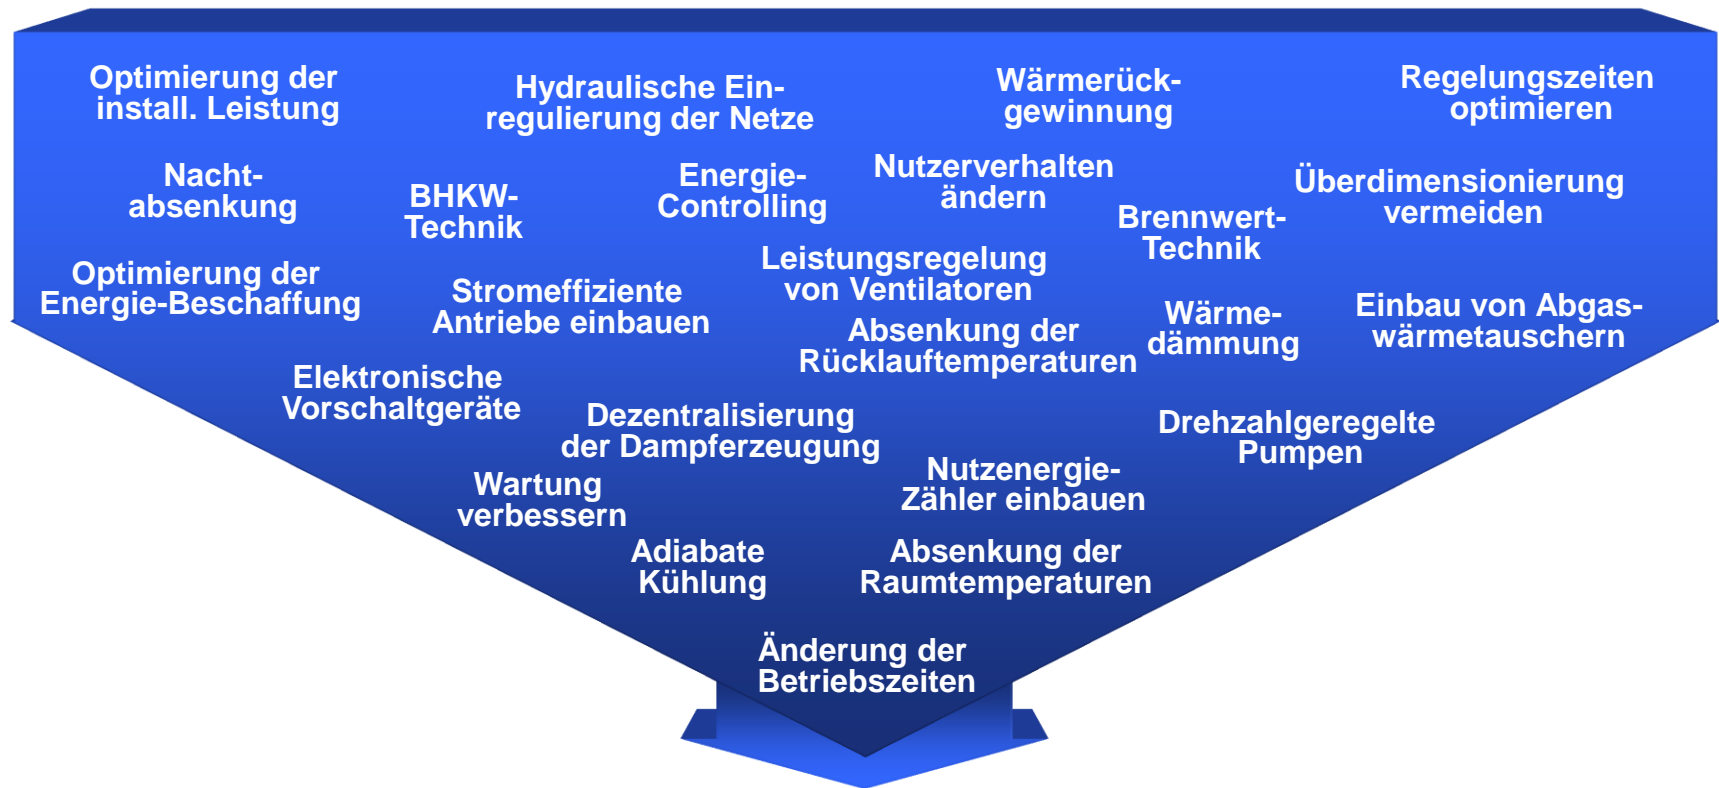 Optimierung der
install. Leistung
Hydraulische Ein-
regulierung der Netze
Wärmerück-
gewinnung
Regelungszeiten
optimieren
Nacht-
absenkung
BHKW-
Technik
Energie-
Controlling
Nutzerverhalten
ändern
Brennwert-
Technik
Überdimensionierung
vermeiden
Optimierung der
Energie-Beschaffung
Stromeffiziente
Antriebe einbauen
Leistungsregelung
von Ventilatoren
Absenkung der
Rücklauftemperaturen
Wärme-
dämmung
Einbau von Abgas-
wärmetauschern
Elektronische
Vorschaltgeräte
Dezentralisierung
der Dampferzeugung
Drehzahlgeregelte
Pumpen
Wartung
verbessern
Nutzenergie-
Zähler einbauen
Adiabate
Kühlung
Absenkung der
Raumtemperaturen
Änderung der
Betriebszeiten